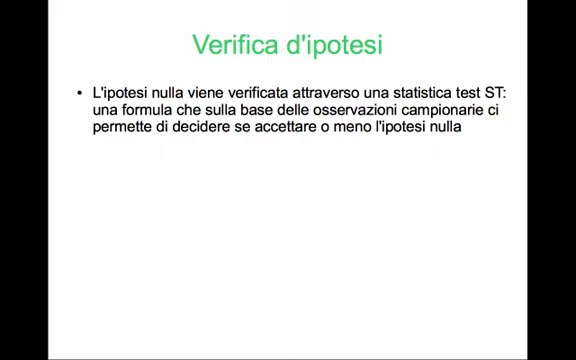 Verifica d'ipotesi
• L'ipotesi nulla viene verificata attraverso una statistica test ST:
una formula che sulla base delle osservazioni campionarie ci
permette di decidere se accettare o meno l'ipotesi nulla